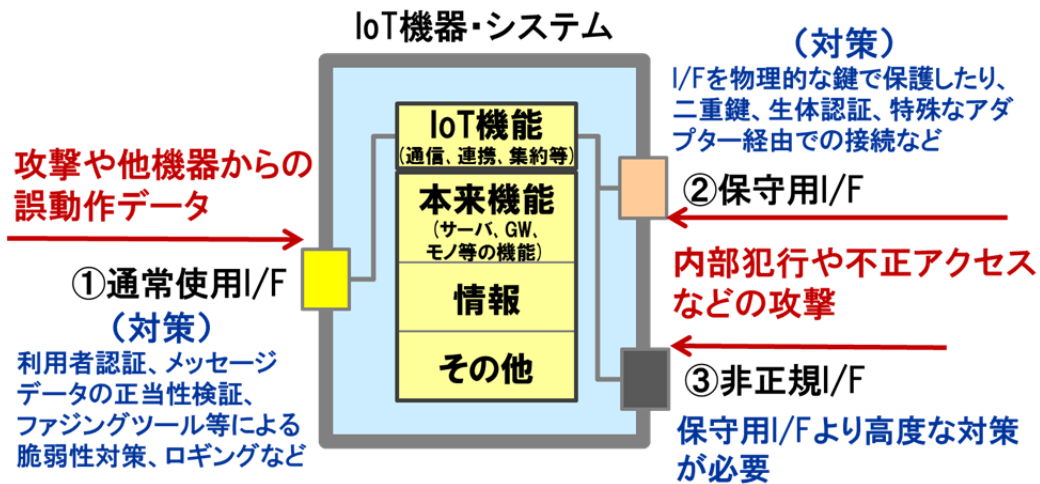 IoT機器・システム
攻撃や他機器からの
誤動作データ
①通常使用I/F
（対策）
利用者認証、メッセージ
データの正当性検証、
ファジングツール等による
脆弱性対策、ロギングなど
IoT機能
(通信、連携、集約等)
本来機能
(サーバ、GW、
モノ等の機能)
情報
その他
（対策）
I/Fを物理的な鍵で保護したり、
二重鍵、生体認証、特殊なアダ
プター経由での接続など
②保守用I/F
内部犯行や不正アクセス
などの攻撃
③非正規I/F
保守用I/Fより高度な対策
が必要